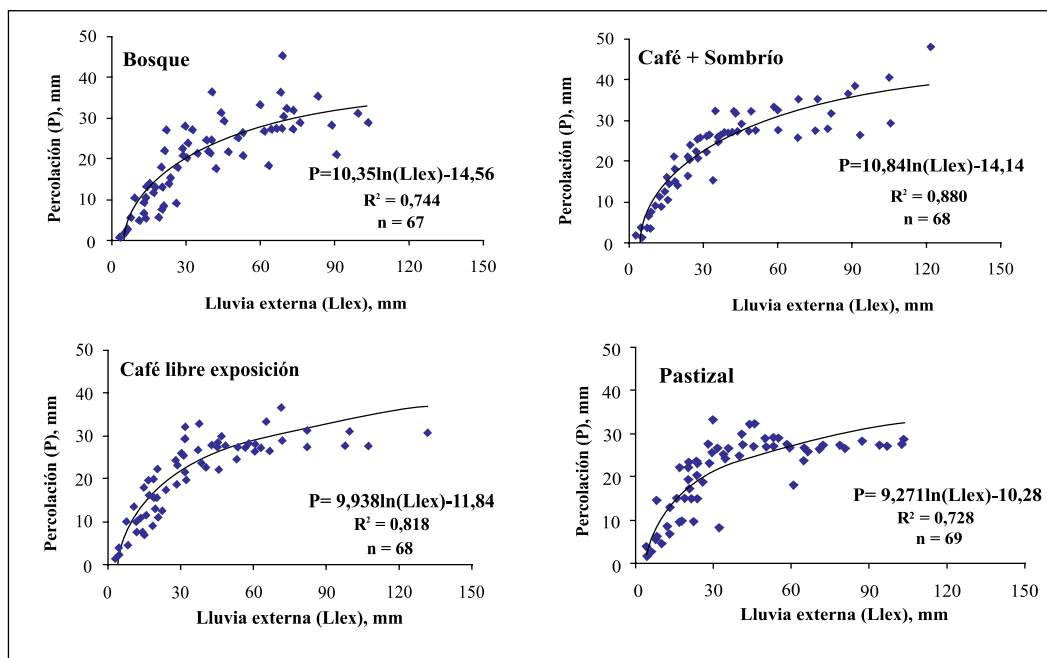 Bosque
Percolación (P), mm
50
40
30
20
10
0
P=10,35ln(Llex)-14,56
R² = 0,744
n = 67
0 30 60 90 120 150
Lluvia externa (Llex), mm
Café + Sombrío
Percolación (P), mm
50
40
30
20
10
0
P=10,84ln(Llex)-14,14
R² = 0,880
n = 68
0 30 60 90 120 150
Lluvia externa (Llex), mm
Café libre exposición
Percolación (P), mm
50
40
30
20
10
0
P= 9,938ln(Llex)-11,84
R² = 0,818
n = 68
0 30 60 90 120 150
Lluvia externa (Llex), mm
Pastizal
Percolación (P), mm
50
40
30
20
10
0
P= 9,271ln(Llex)-10,28
R² = 0,728
n = 69
0 30 60 90 120 150
Lluvia externa (Llex), mm